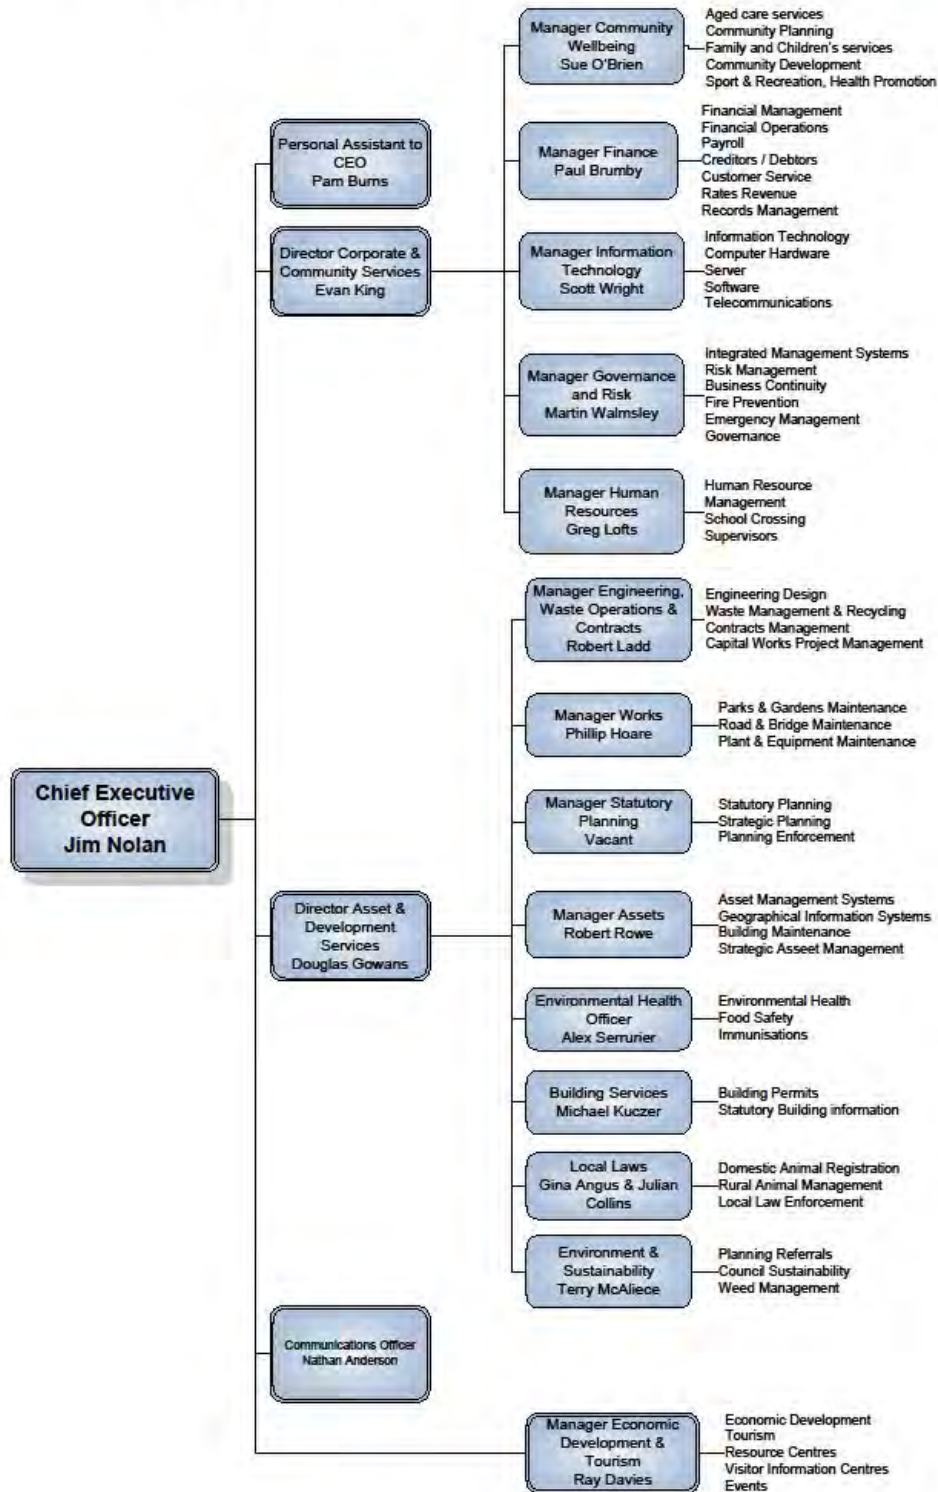 Manager Community
Wellbeing
Sue O'Brien
Aged care services
Community Planning
Family and Children's services
Community Development
Sport & Recreation, Health Promotion
Personal Assistant to
CEO
Pam Burns
Manager Finance
Paul Brumby
Financial Management
Financial Operations
Payroll
Creditors / Debtors
Customer Service
Rates Revenue
Records Management
Director Corporate &
Community Services
Evan King
Manager Information
Technology
Scott Wright
Information Technology
Computer Hardware
Server
Software
Telecommunications
Manager Governance
and Risk
Martin Walmsley
Integrated Management Systems
Risk Management
Business Continuity
Fire Prevention
Emergency Management
Governance
Manager Human
Resources
Greg Lofts
Human Resource
Management
School Crossing
Supervisors
Manager Engineering,
Waste Operations &
Contracts
Robert Ladd
Engineering Design
Waste Management & Recycling
Contracts Management
Capital Works Project Management
Manager Works
Phillip Hoare
Parks & Gardens Maintenance
Road & Bridge Maintenance
Plant & Equipment Maintenance
Chief Executive
Officer
Jim Nolan
Manager Statutory
Planning
Vacant
Statutory Planning
Strategic Planning
Planning Enforcement
Director Asset &
Development
Services
Douglas Gowans
Manager Assets
Robert Rowe
Asset Management Systems
Geographical Information Systems
Building Maintenance
Strategic Asseet Management
Environmental Health
Officer
Alex Serrurier
Environmental Health
Food Safety
Immunisations
Building Services
Michael Kuczer
Building Permits
Statutory Building information
Local Laws
Gina Angus & Julian
Collins
Domestic Animal Registration
Rural Animal Management
Local Law Enforcement
Environment &
Sustainability
Terry McAliece
Planning Referrals
Council Sustainability
Weed Management
Communications Officer
Nathan Anderson
Manager Economic
Development &
Tourism
Ray Davies
Economic Development
Tourism
Resource Centres
Visitor Information Centres
Events